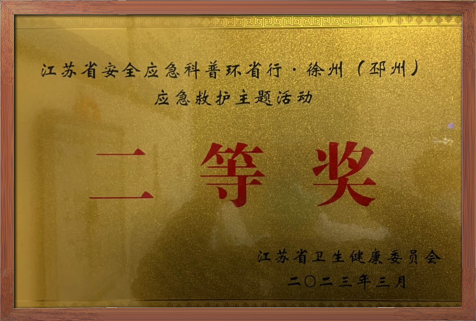 江苏省安全应急科普环省行·徐州（邳州）
应急救护主题活动
二等奖
江苏省卫生健康委员会
二〇二三年三月